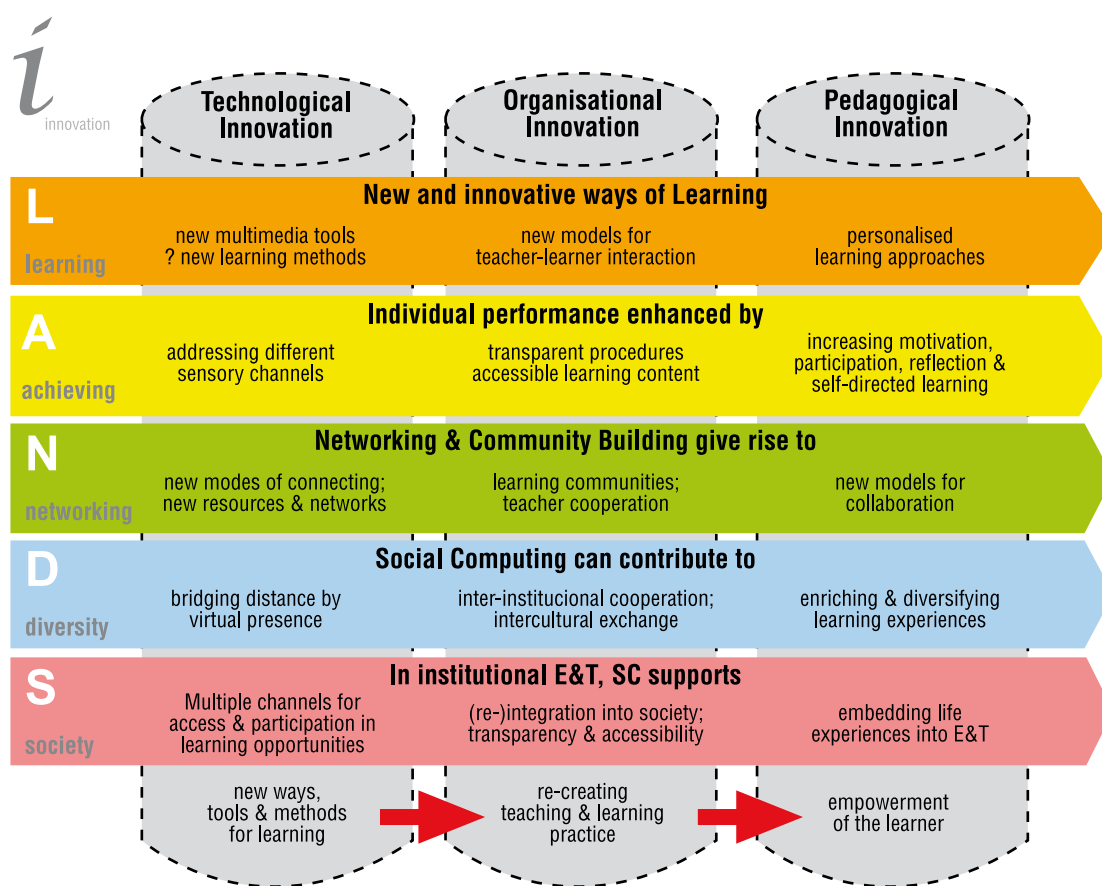 i
innovation
Technological
Innovation
Organisational
Innovation
Pedagogical
Innovation
L
learning
New and innovative ways of Learning
new multimedia tools
? new learning methods
new models for
teacher-learner interaction
personalised
learning approaches
A
achieving
Individual performance enhanced by
addressing different
sensory channels
transparent procedures
accessible learning content
increasing motivation,
participation, reflection &
self-directed learning
N
networking
Networking & Community Building give rise to
new modes of connecting;
new resources & networks
learning communities;
teacher cooperation
new models for
collaboration
D
diversity
Social Computing can contribute to
bridging distance by
virtual presence
inter-institucional cooperation;
intercultural exchange
enriching & diversifying
learning experiences
S
society
In institutional E&T, SC supports
Multiple channels for
access & participation in
learning opportunities
(re-)integration into society;
transparency & accessibility
embedding life
experiences into E&T
new ways,
tools & methods
for learning
re-creating
teaching & learning
practice
empowerment
of the learner